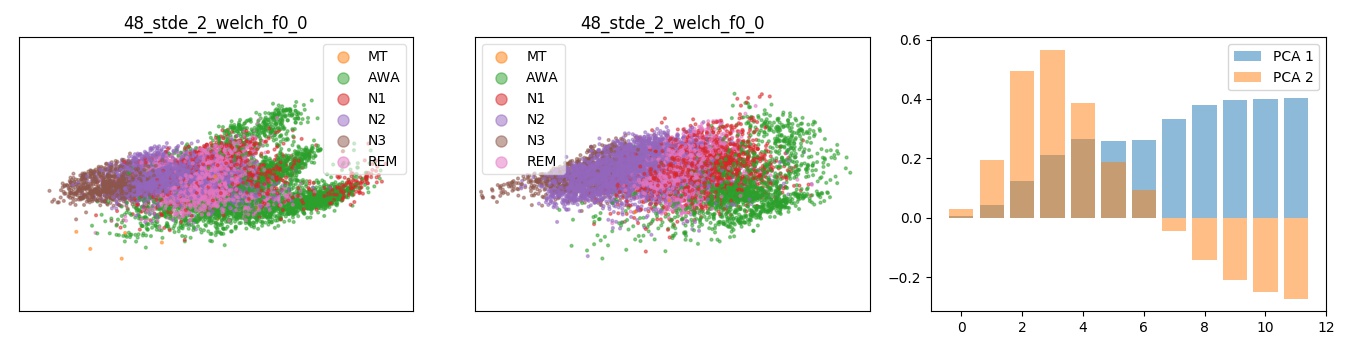 48_stde_2_welch_f0_0
MT
AWA
N1
N2
N3
REM
48_stde_2_welch_f0_0
MT
AWA
N1
N2
N3
REM
0.6
0.4
0.2
0.0
−0.2
0
2
4
6
8
10
12
PCA 1
PCA 2